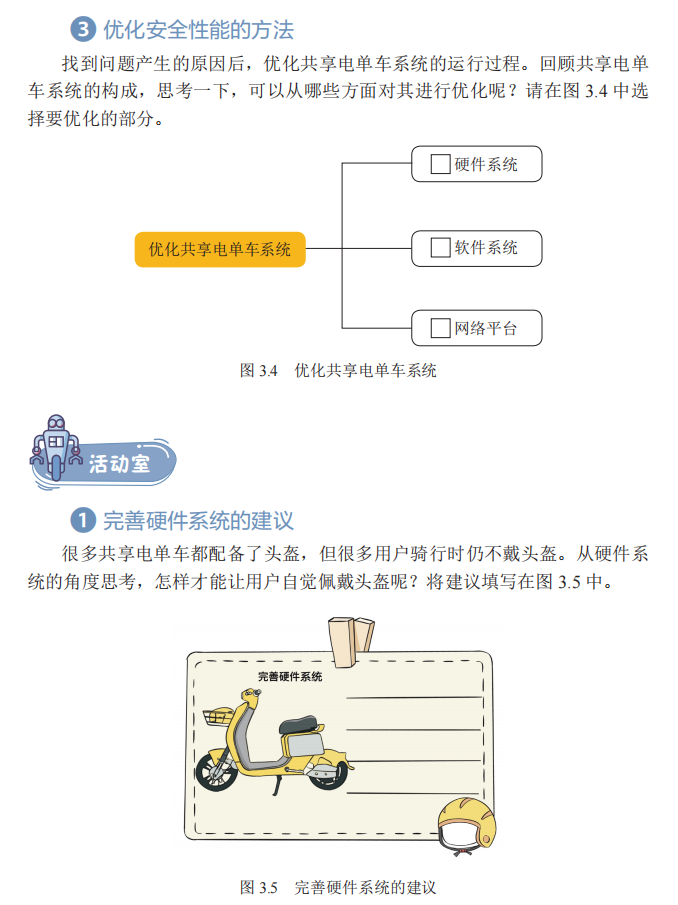 3 优化安全性能的方法
找到问题产生的原因后，优化共享电单车系统的运行过程。回顾共享电单
车系统的构成，思考一下，可以从哪些方面对其进行优化呢？请在图 3.4 中选
择要优化的部分。
硬件系统
优化共享电单车系统
软件系统
网络平台
图 3.4 优化共享电单车系统
活动室
1 完善硬件系统的建议
很多共享电单车都配备了头盔，但很多用户骑行时仍不戴头盔。从硬件系
统的角度思考，怎样才能让用户自觉佩戴头盔呢？将建议填写在图 3.5 中。
完善硬件系统
图 3.5 完善硬件系统的建议